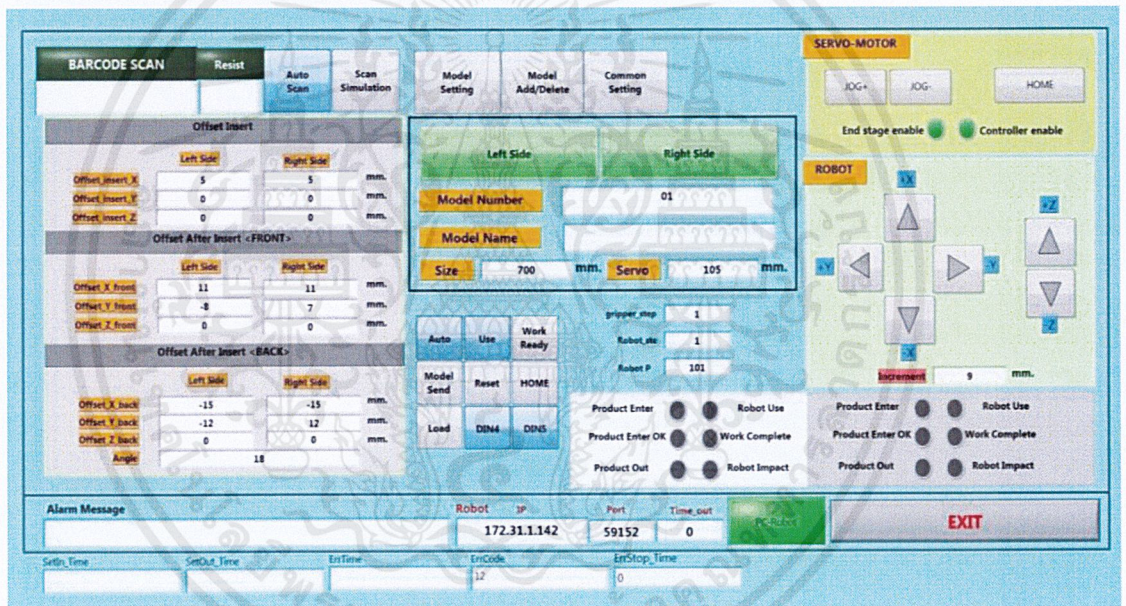 BARCODE SCAN Resist
Auto Scan
Scan Simulation
Model Setting
Model Add/Delete
Common Setting
SERVO-MOTOR
JOG+ JOG- HOME
End stage enable Controller enable
Offset Insert
Left Side Right Side
Offset_insert_X 5 5 mm.
Offset_insert_Y 0 0 mm.
Offset_insert_Z 0 0 mm.
Offset After Insert <FRONT>
Left Side Right Side
Offset_X_front 11 11 mm.
Offset_Y_front -8 7 mm.
Offset_Z_front 0 0 mm.
Offset After Insert <BACK>
Left Side Right Side
Offset_X_back -15 -15 mm.
Offset_Y_back -12 12 mm.
Offset_Z_back 0 0 mm.
Angle 18
Left Side Right Side
Model Number 01
Model Name
Size 700 mm. Servo 105 mm.
Auto Use Work Ready
Model Send Reset HOME
Load DIN4 DIN5
gripper_step 1
Robot_ste 1
Robot P 101
ROBOT
+X
+Z
+Y -Y
-X
-Z
Increment 9 mm.
Product Enter Robot Use
Product Enter OK Work Complete
Product Out Robot Impact
Product Enter Robot Use
Product Enter OK Work Complete
Product Out Robot Impact
Alarm Message
Robot IP Port Time_out
172.31.1.142 59152 0
PC-Robot
EXIT
SetIn_Time SetOut_Time ErrTime ErrCode ErrStop_Time
12 0